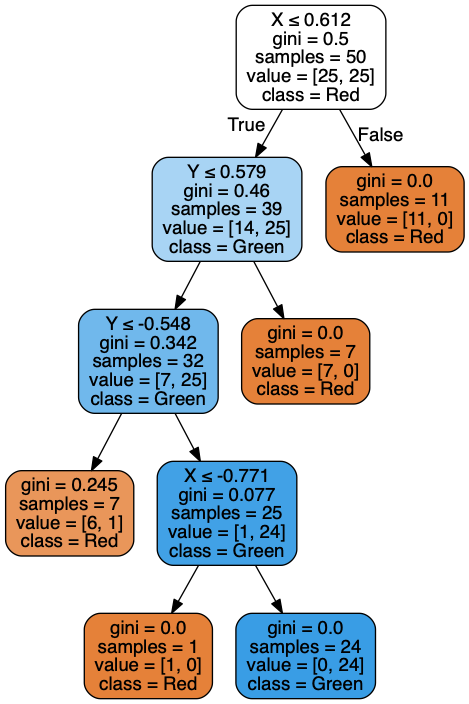 X ≤ 0.612
gini = 0.5
samples = 50
value = [25, 25]
class = Red
True
False
Y ≤ 0.579
gini = 0.46
samples = 39
value = [14, 25]
class = Green
gini = 0.0
samples = 11
value = [11, 0]
class = Red
Y ≤ -0.548
gini = 0.342
samples = 32
value = [7, 25]
class = Green
gini = 0.0
samples = 7
value = [7, 0]
class = Red
gini = 0.245
samples = 7
value = [6, 1]
class = Red
X ≤ -0.771
gini = 0.077
samples = 25
value = [1, 24]
class = Green
gini = 0.0
samples = 1
value = [1, 0]
class = Red
gini = 0.0
samples = 24
value = [0, 24]
class = Green